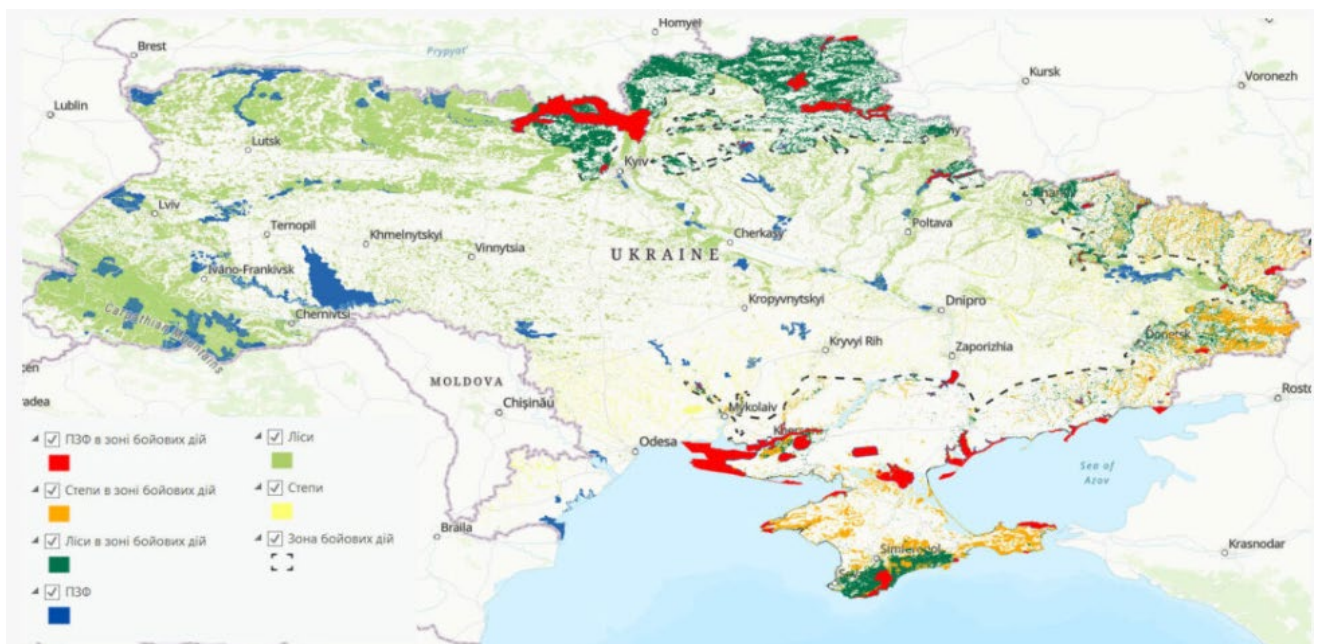 Homyel
Brest
Prypyat'
Kursk
Voronezh
Lublin
Lutsk
Kyiv
Lviv
Ternopil
Khmelnytskyi
Vinnytsia
Cherkasy
Poltava
UKRAINE
Ivano-Frankivsk
Chernivtsi
Carpathian Mountains
Kropyvnytskyi
Dnipro
Donetsk
Kryvyi Rih
Zaporizhia
MOLDOVA
Chișinău
Mykolaiv
Odesa
Sea of
Azov
Braila
Krasnodar
Simferopol
ПЗФ в зоні бойових дій
Ліси
Степи в зоні бойових дій
Степи
Ліси в зоні бойових дій
Зона бойових дій
ПЗФ